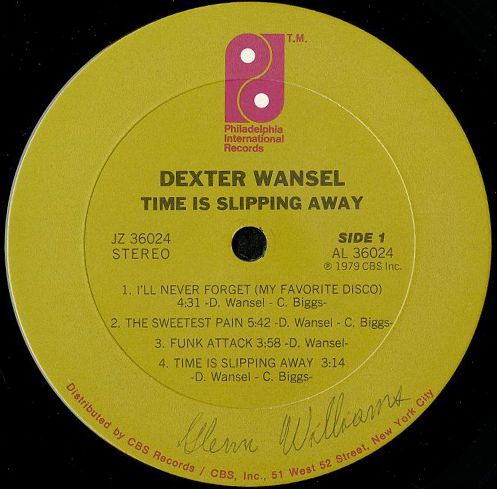 T.M.
Philadelphia
International
Records
DEXTER WANSEL
TIME IS SLIPPING AWAY
JZ 36024
STEREO
SIDE 1
AL 36024
℗ 1979 CBS Inc.
1. I'LL NEVER FORGET (MY FAVORITE DISCO)
4:31 -D. Wansel - C. Biggs-
2. THE SWEETEST PAIN 5:42 -D. Wansel - C. Biggs-
3. FUNK ATTACK 3:58 -D. Wansel-
4. TIME IS SLIPPING AWAY 3:14
-D. Wansel - C. Biggs-
Glenn Williams
Distributed by CBS Records / CBS, Inc., 51 West 52 Street, New York City